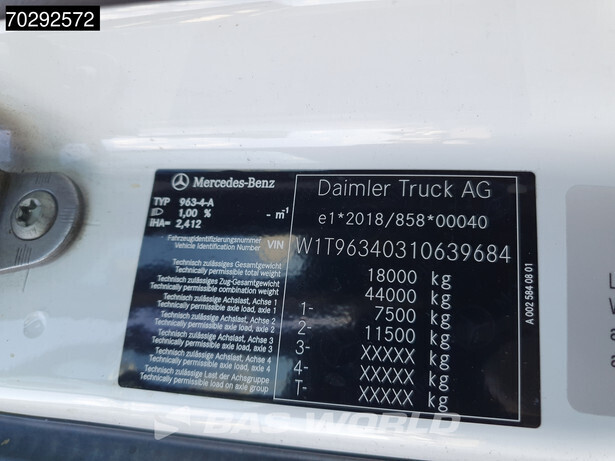 70292572
Mercedes-Benz
Daimler Truck AG
TYP 963-4-A
1,00 % - m⁻¹
IHA= 2,412
e1*2018/858*00040
Fahrzeugidentifizierungsnummer
Vehicle Identification Number VIN W1T96340310639684
Technisch zulässiges Gesamtgewicht
Technically permissible total weight 18000 kg
Technisch zulässiges Zug-Gesamtgewicht
Technically permissible combination weight 44000 kg
Technisch zulässige Achslast, Achse 1
Technically permissible axle load, axle 1 1- 7500 kg
Technisch zulässige Achslast, Achse 2
Technically permissible axle load, axle 2 2- 11500 kg
Technisch zulässige Achslast, Achse 3
Technically permissible axle load, axle 3 3- XXXXX kg
Technisch zulässige Achslast, Achse 4
Technically permissible axle load, axle 4 4- XXXXX kg
Technisch zulässige Last der Achsgruppe
Technically permissible load on axle group T- XXXXX kg
A 002 584 08 01
BAS WORLD